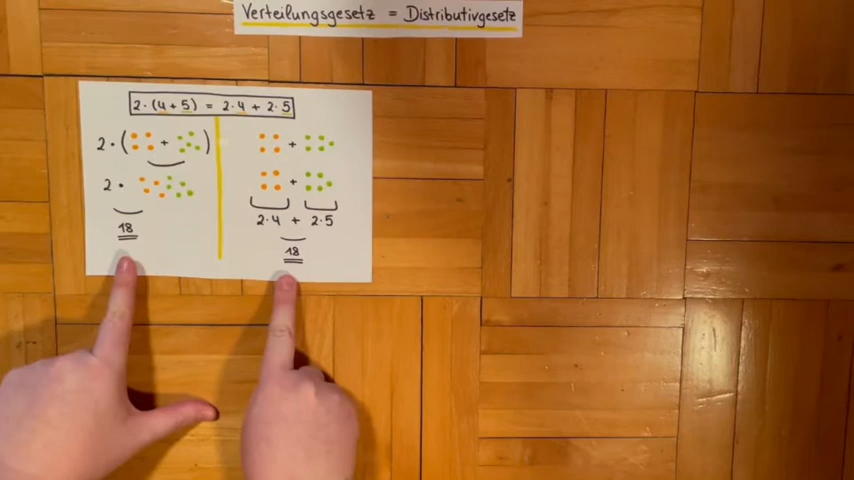 Verteilungsgesetz = Distributivgesetz
2·(4+5) = 2·4 + 2·5
2·( + )
2·
18
+
+
2·4 + 2·5
18